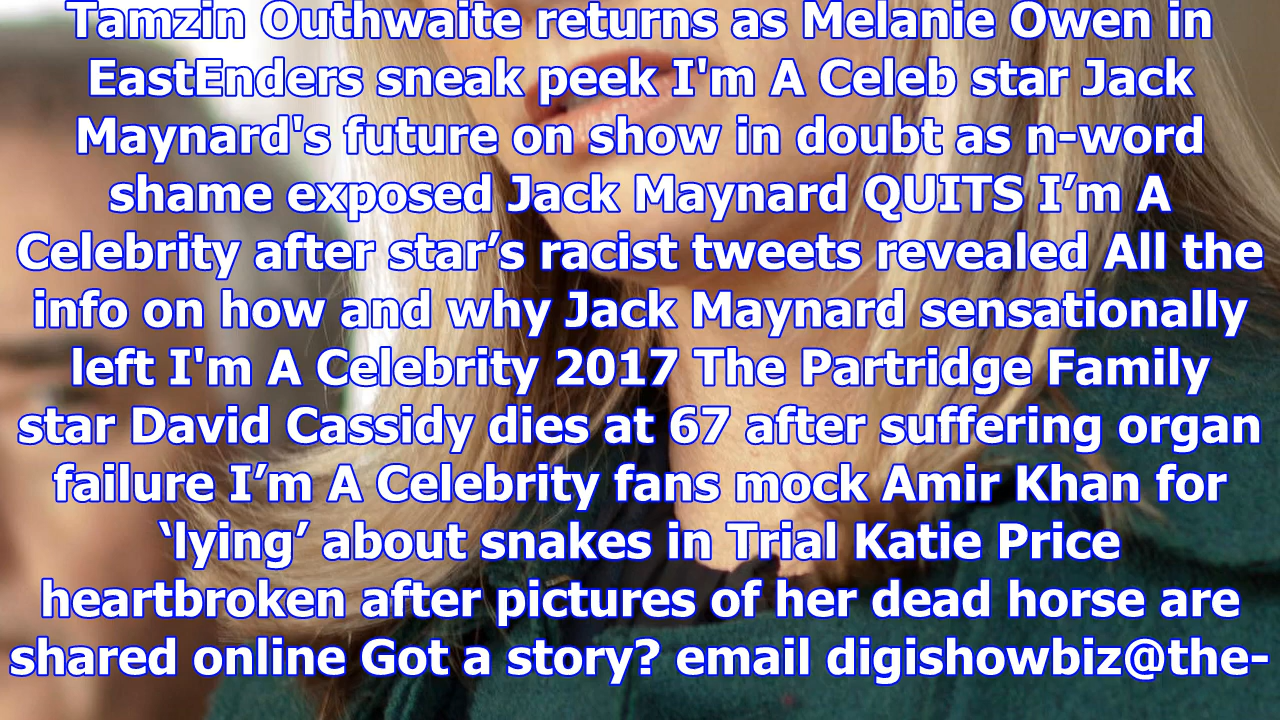 Tamzin Outhwaite returns as Melanie Owen in
EastEnders sneak peek I'm A Celeb star Jack
Maynard's future on show in doubt as n-word
shame exposed Jack Maynard QUITS I’m A
Celebrity after star’s racist tweets revealed All the
info on how and why Jack Maynard sensationally
left I'm A Celebrity 2017 The Partridge Family
star David Cassidy dies at 67 after suffering organ
failure I’m A Celebrity fans mock Amir Khan for
‘lying’ about snakes in Trial Katie Price
heartbroken after pictures of her dead horse are
shared online Got a story? email digishowbiz@the-